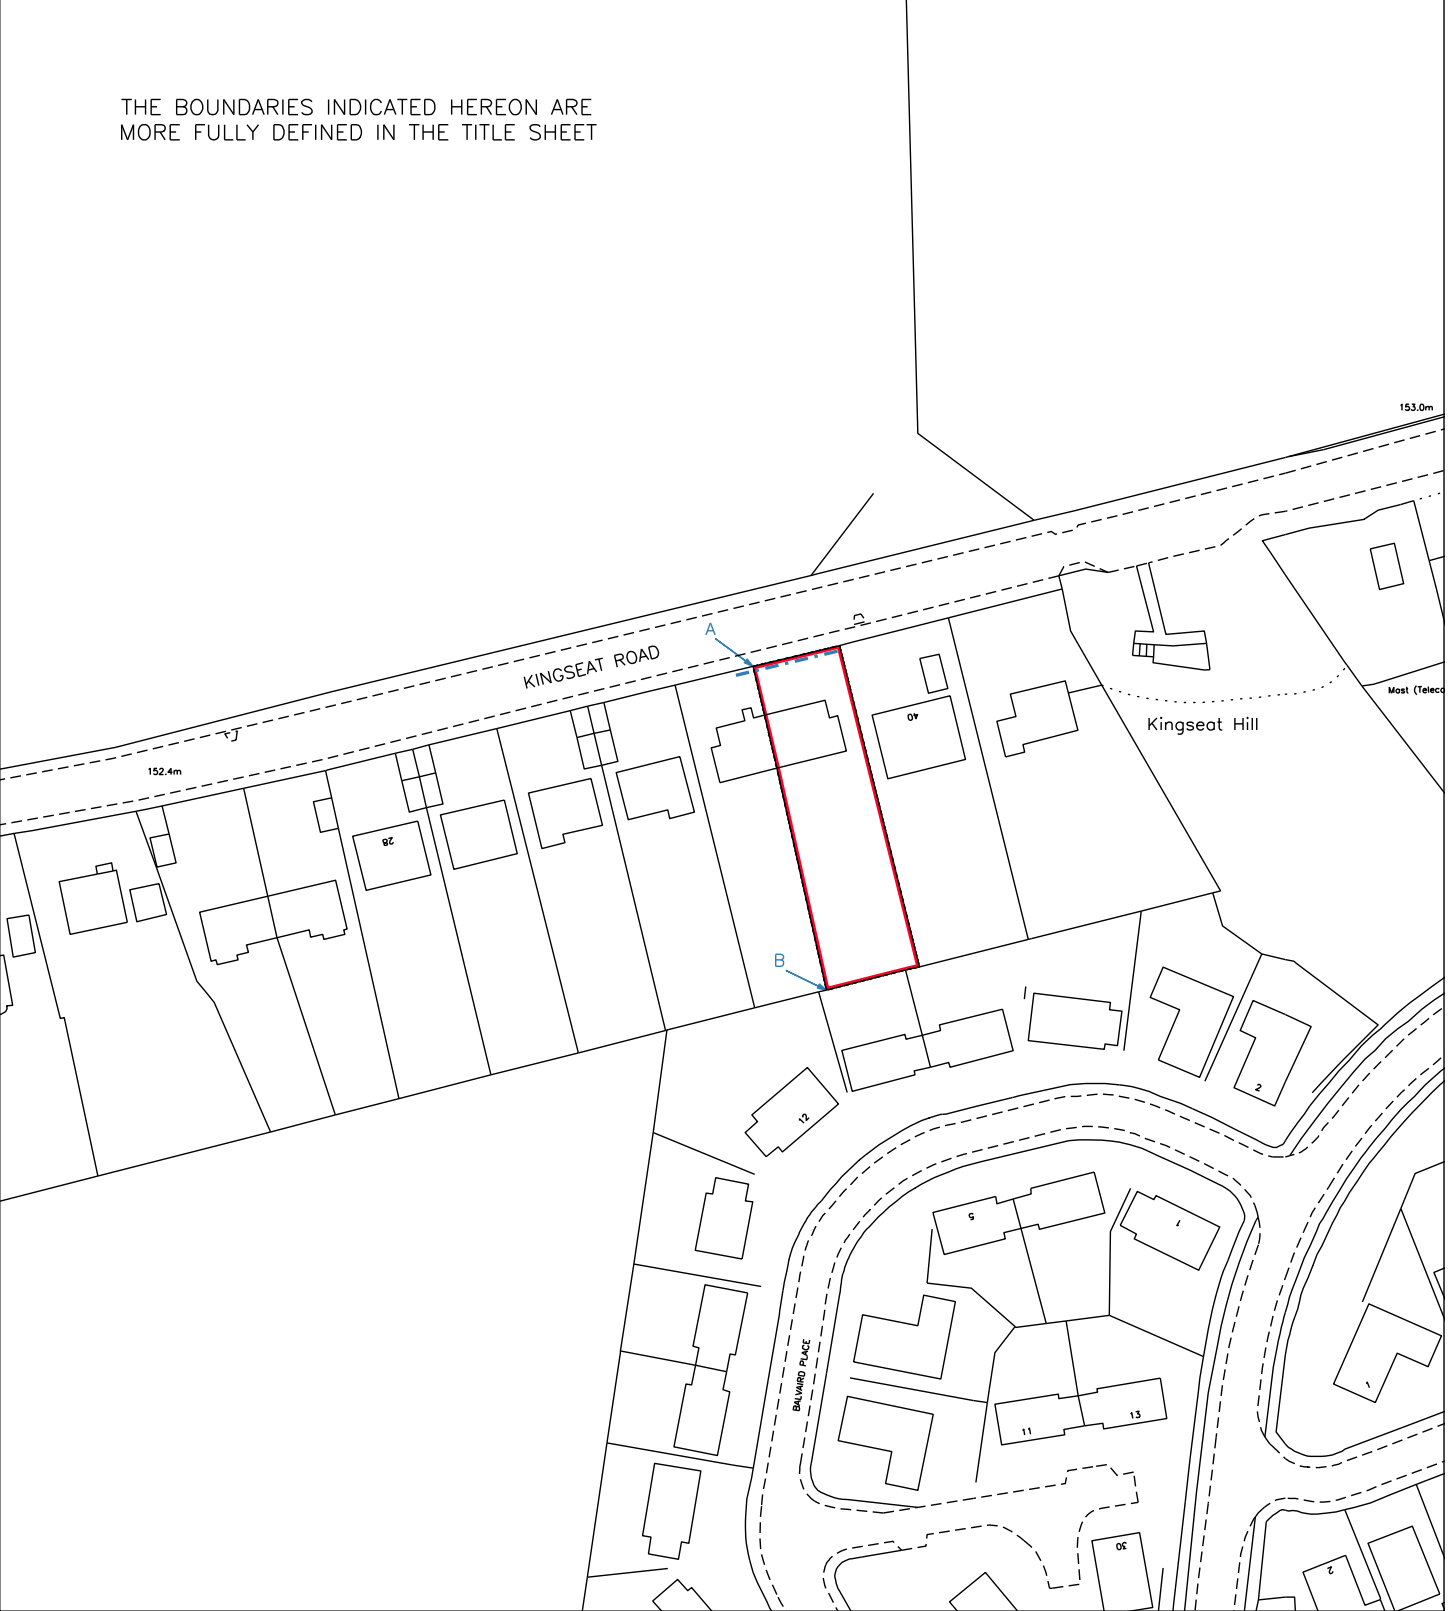 THE BOUNDARIES INDICATED HEREON ARE
MORE FULLY DEFINED IN THE TITLE SHEET
153.0m
A
KINGSEAT ROAD
Mast (Teleco
40
Kingseat Hill
152.4m
28
B
2
12
5
1
BALVAIRD PLACE
1
11
13
30
2